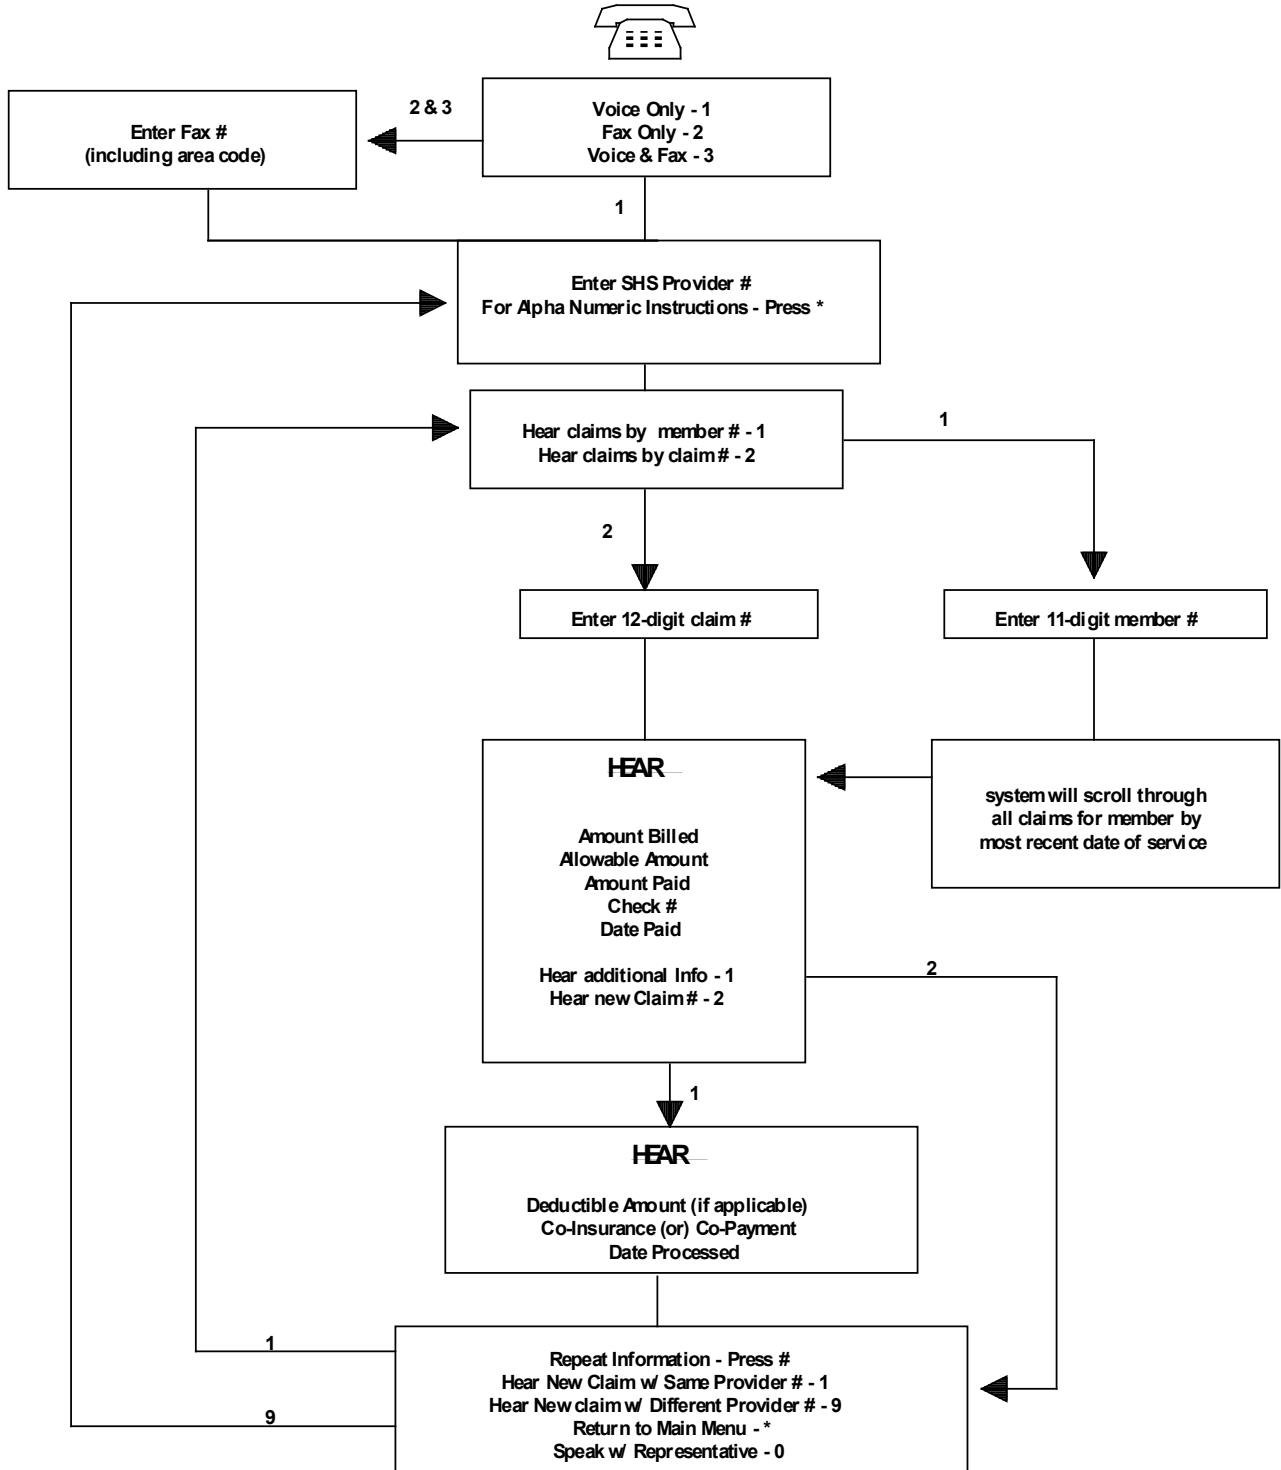 Voice Only - 1
Fax Only - 2
Voice & Fax - 3
2 & 3
Enter Fax #
(including area code)
1
Enter SHS Provider #
For Alpha Numeric Instructions - Press *
Hear claims by member # - 1
Hear claims by claim # - 2
1
2
Enter 12-digit claim #
Enter 11-digit member #
system will scroll through
all claims for member by
most recent date of service
HEAR
Amount Billed
Allowable Amount
Amount Paid
Check #
Date Paid
Hear additional Info - 1
Hear new Claim # - 2
2
1
HEAR
Deductible Amount (if applicable)
Co-Insurance (or) Co-Payment
Date Processed
1
9
Repeat Information - Press #
Hear New Claim w/ Same Provider # - 1
Hear New claim w/ Different Provider # - 9
Return to Main Menu - *
Speak w/ Representative - 0